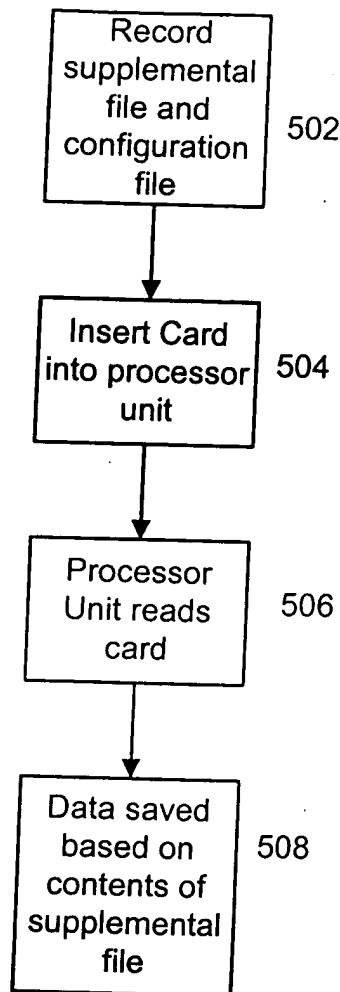 Record
supplemental
file and
configuration
file
502
Insert Card
into processor
unit
504
Processor
Unit reads
card
506
Data saved
based on
contents of
supplemental
file
508